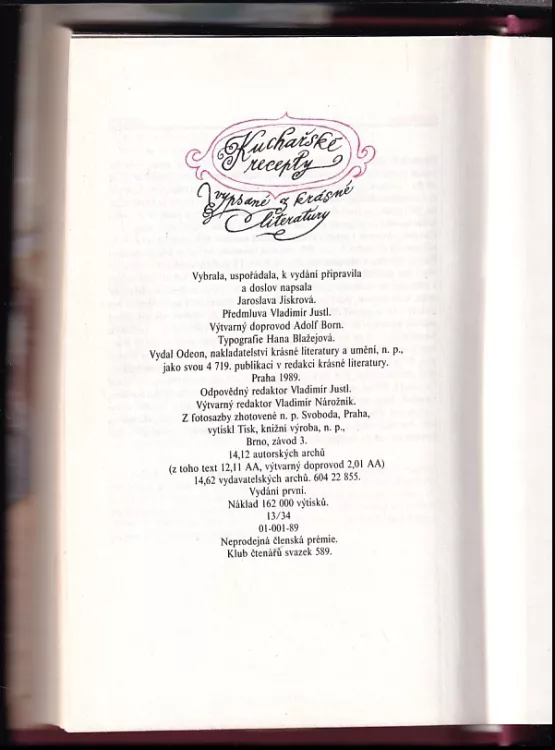 Kuchařské
recepty
vypsané z krásné
literatury
Vybrala, uspořádala, k vydání připravila
a doslov napsala
Jaroslava Jiskrová.
Předmluva Vladimír Justl.
Výtvarný doprovod Adolf Born.
Typografie Hana Blažejová.
Vydal Odeon, nakladatelství krásné literatury a umění, n. p.,
jako svou 4 719. publikaci v redakci krásné literatury.
Praha 1989.
Odpovědný redaktor Vladimír Justl.
Výtvarný redaktor Vladimír Nárožník.
Z fotosazby zhotovené n. p. Svoboda, Praha,
vytiskl Tisk, knižní výroba, n. p.,
Brno, závod 3.
14,12 autorských archů
(z toho text 12,11 AA, výtvarný doprovod 2,01 AA)
14,62 vydavatelských archů. 604 22 855.
Vydání první.
Náklad 162 000 výtisků.
13/34
01-001-89
Neprodejná členská prémie.
Klub čtenářů svazek 589.